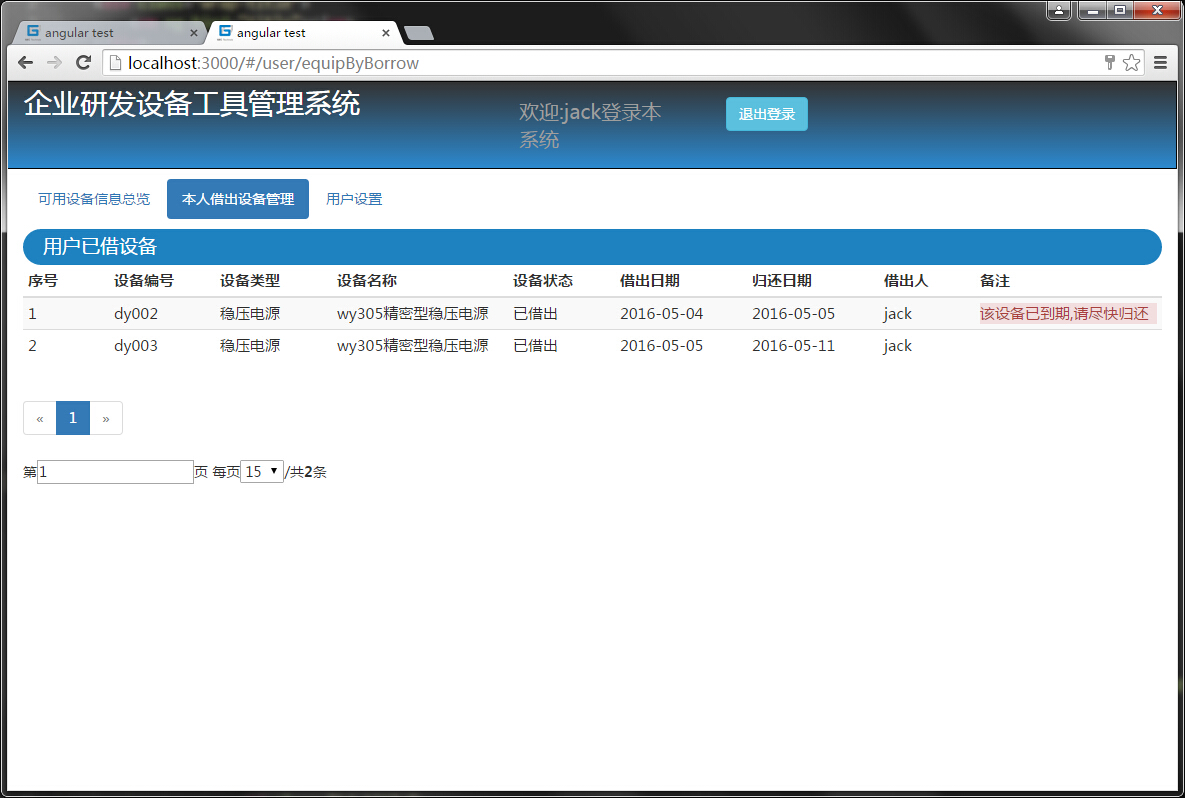 angular test
angular test
localhost:3000/#/user/equipByBorrow
企业研发设备工具管理系统
欢迎:jack登录本
系统
退出登录
可用设备信息总览 本人借出设备管理 用户设置
用户已借设备
序号 设备编号 设备类型 设备名称 设备状态 借出日期 归还日期 借出人 备注
1 dy002 稳压电源 wy305精密型稳压电源 已借出 2016-05-04 2016-05-05 jack 该设备已到期,请尽快归还
2 dy003 稳压电源 wy305精密型稳压电源 已借出 2016-05-05 2016-05-11 jack
« 1 »
第1页 每页15/共2条